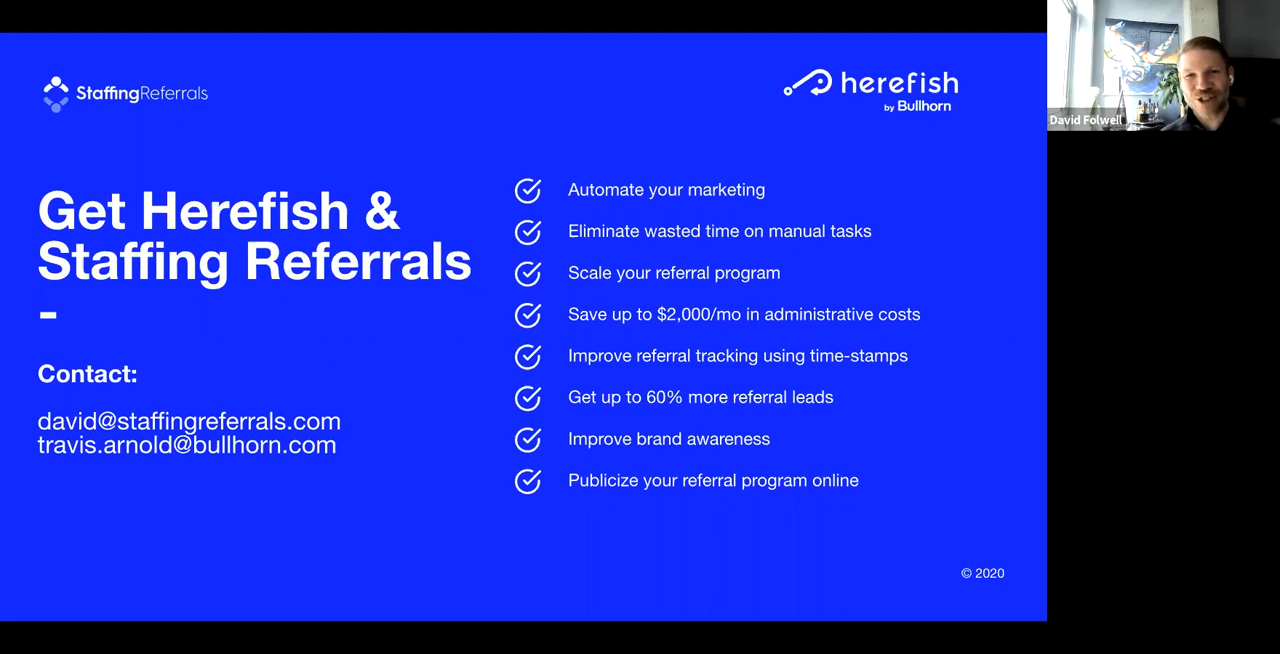 StaffingReferrals
herefish
by Bullhorn
Get Herefish &
Staffing Referrals
-
Contact:
david@staffingreferrals.com
travis.arnold@bullhorn.com
Automate your marketing
Eliminate wasted time on manual tasks
Scale your referral program
Save up to $2,000/mo in administrative costs
Improve referral tracking using time-stamps
Get up to 60% more referral leads
Improve brand awareness
Publicize your referral program online
© 2020
David Folwell